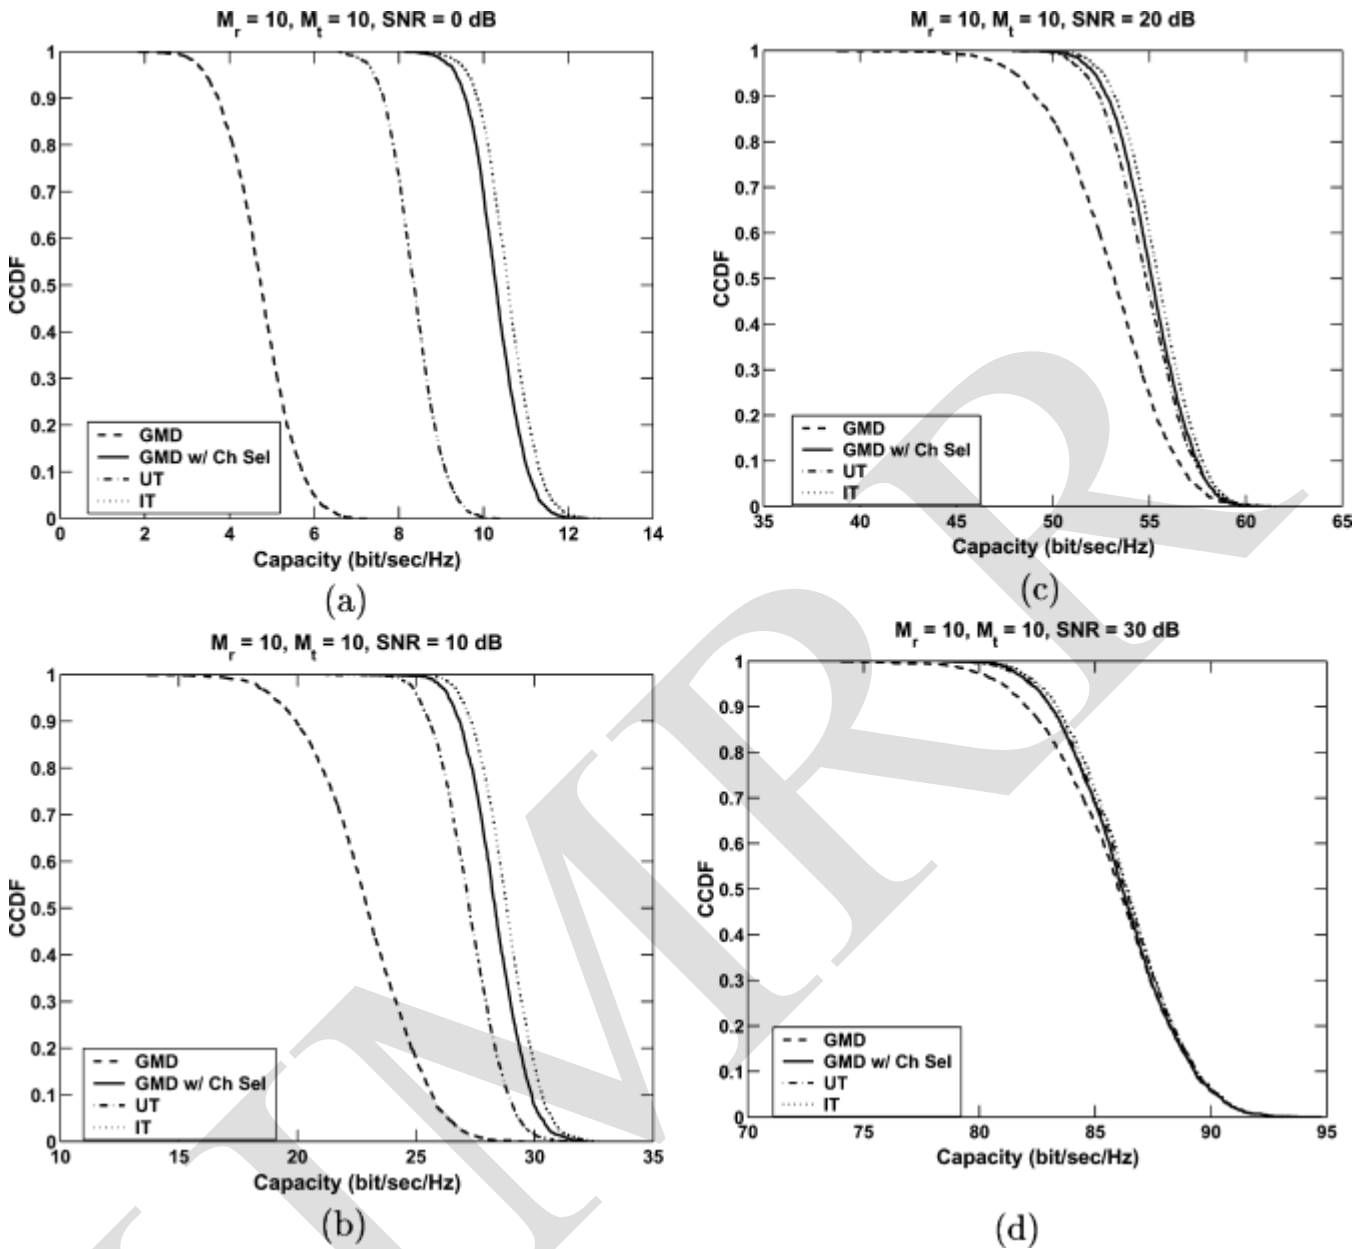 M_r = 10, M_t = 10, SNR = 0 dB
1
0.9
0.8
0.7
0.6
0.5
0.4
0.3
0.2
0.1
0
CCDF
GMD
GMD w/ Ch Sel
UT
IT
0 2 4 6 8 10 12 14
Capacity (bit/sec/Hz)
(a)
M_r = 10, M_t = 10, SNR = 10 dB
1
0.9
0.8
0.7
0.6
0.5
0.4
0.3
0.2
0.1
0
CCDF
GMD
GMD w/ Ch Sel
UT
IT
10 15 20 25 30 35
Capacity (bit/sec/Hz)
(b)
M_r = 10, M_t = 10, SNR = 20 dB
1
0.9
0.8
0.7
0.6
0.5
0.4
0.3
0.2
0.1
0
CCDF
GMD
GMD w/ Ch Sel
UT
IT
35 40 45 50 55 60 65
Capacity (bit/sec/Hz)
(c)
M_r = 10, M_t = 10, SNR = 30 dB
1
0.9
0.8
0.7
0.6
0.5
0.4
0.3
0.2
0.1
0
CCDF
GMD
GMD w/ Ch Sel
UT
IT
70 75 80 85 90 95
Capacity (bit/sec/Hz)
(d)